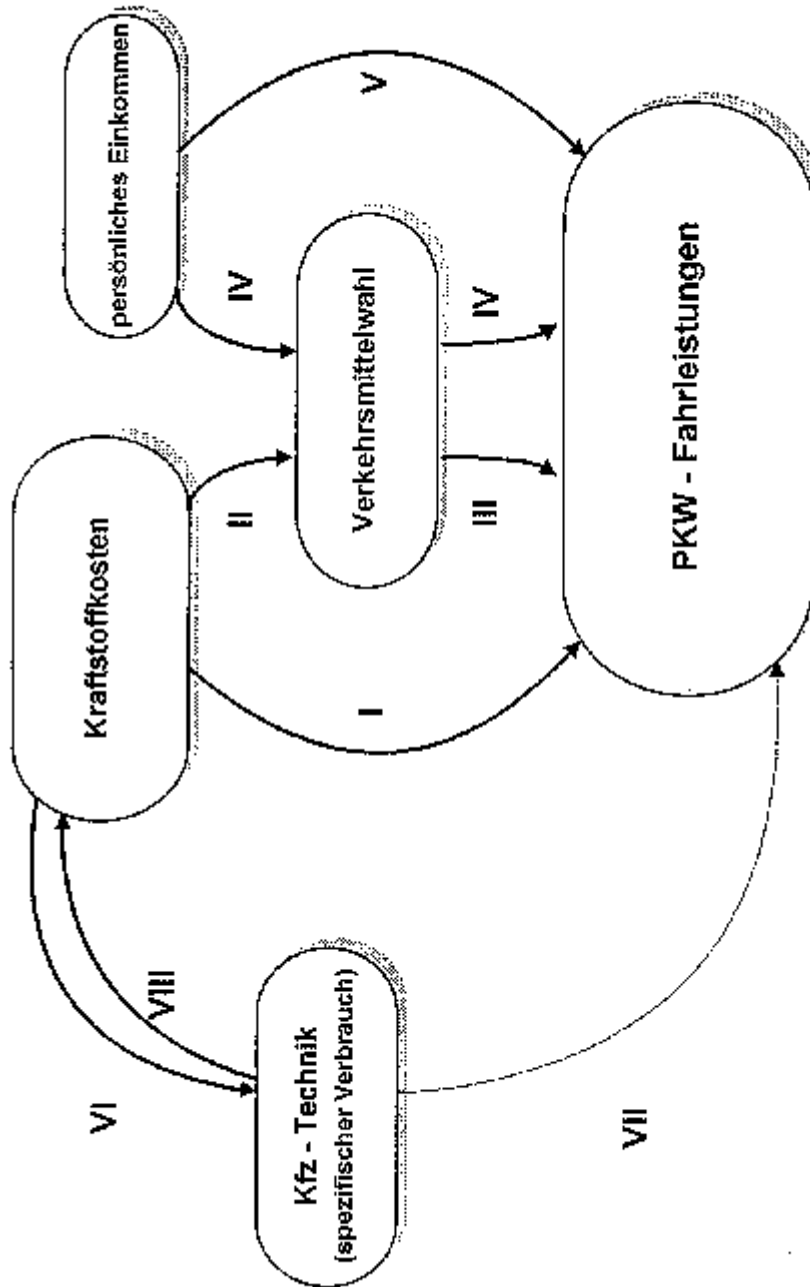 persönliches Einkommen
V
IV
Kraftstoffkosten
II
Verkehrsmittelwahl
IV
III
I
PKW - Fahrleistungen
VI
VIII
Kfz - Technik
(spezifischer Verbrauch)
VII